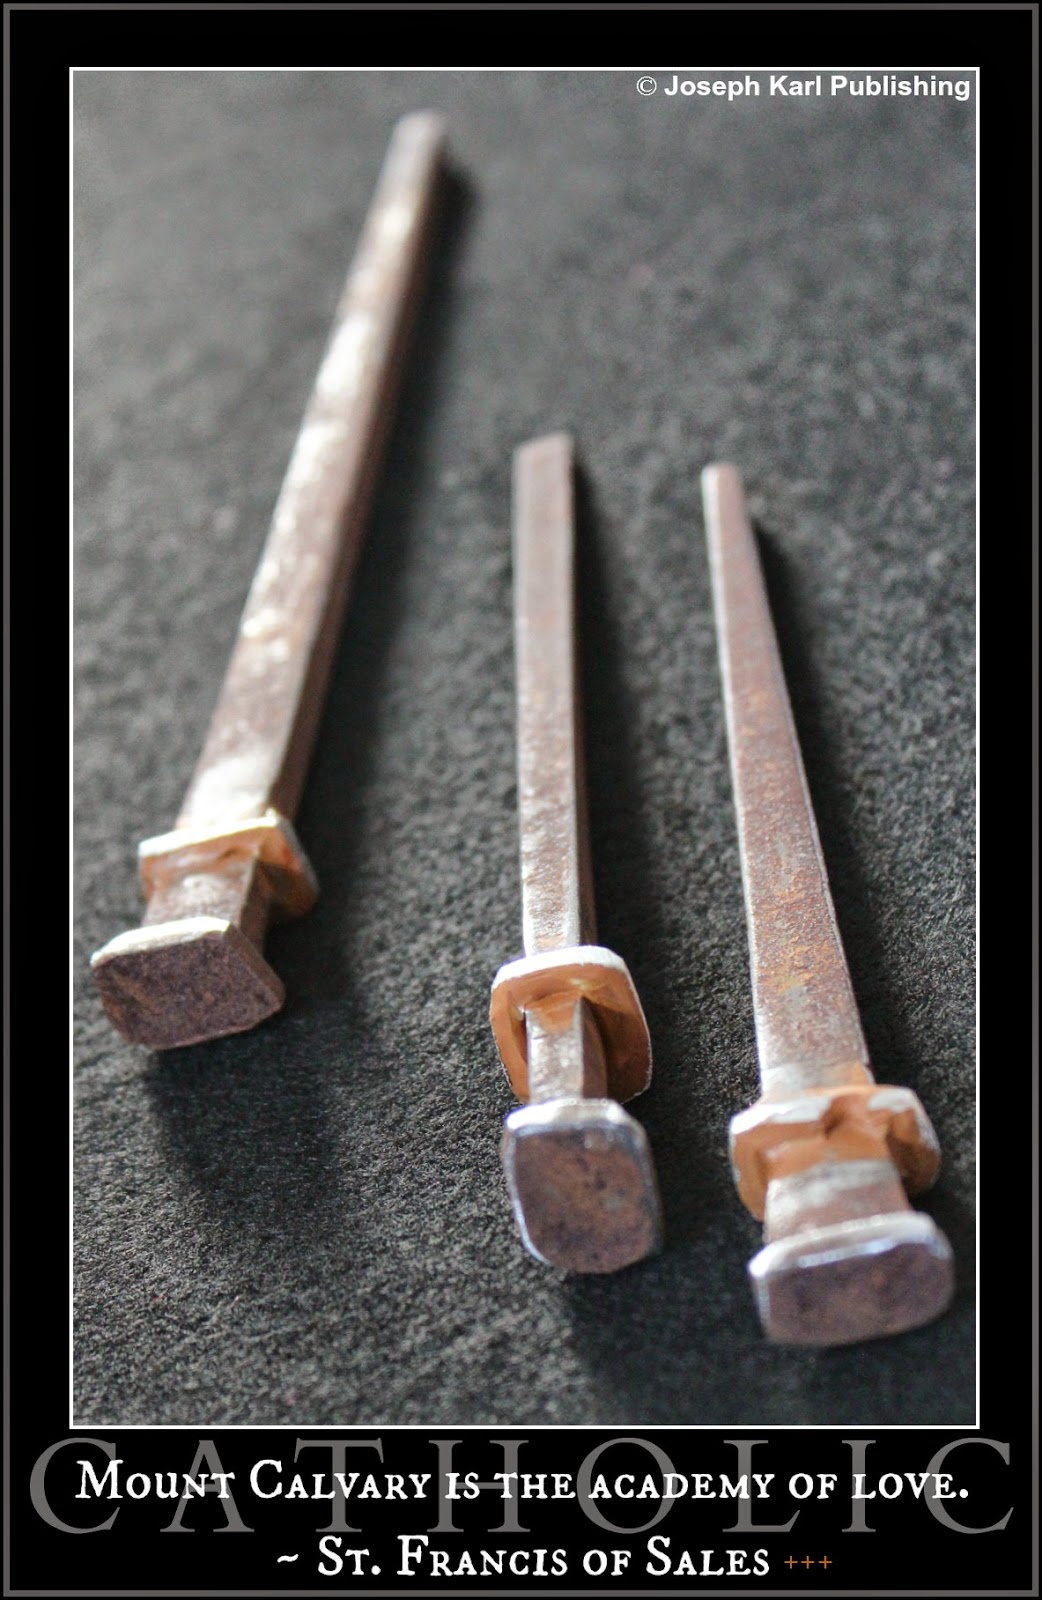 © Joseph Karl Publishing
CATHOLIC
Mount Calvary is the academy of love.
~ St. Francis of Sales +++